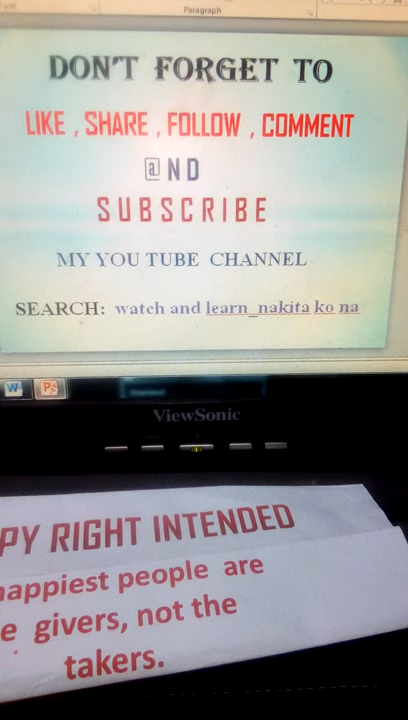 Paragraph
DON'T FORGET TO
LIKE , SHARE , FOLLOW , COMMENT
@ND
SUBSCRIBE
MY YOU TUBE CHANNEL
SEARCH: watch and learn_nakita ko na
ViewSonic
PY RIGHT INTENDED
happiest people are
e givers, not the
takers.